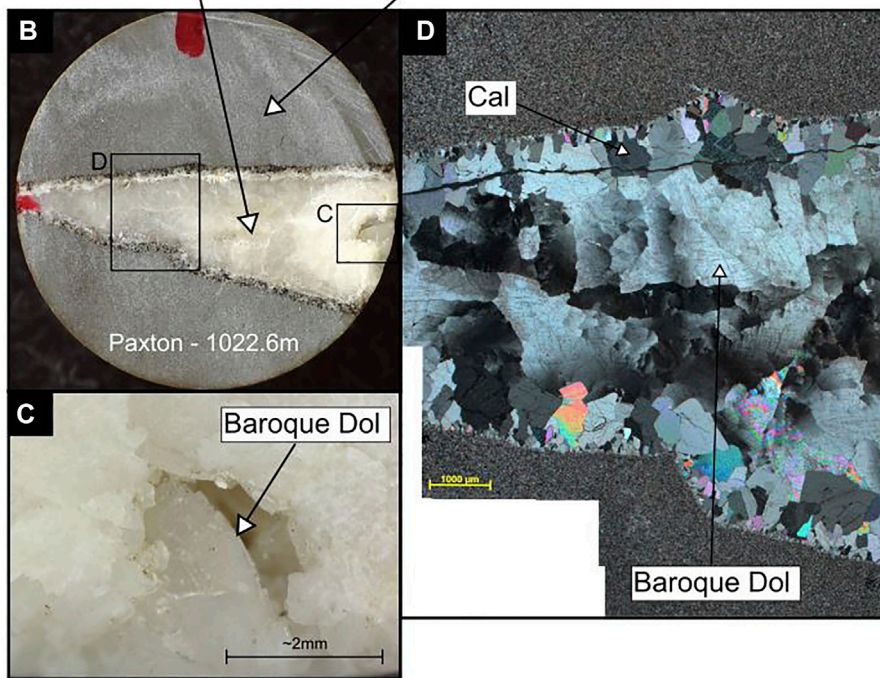 B
D
C
Paxton - 1022.6m
C
Baroque Dol
~2mm
D
Cal
1000 µm
Baroque Dol